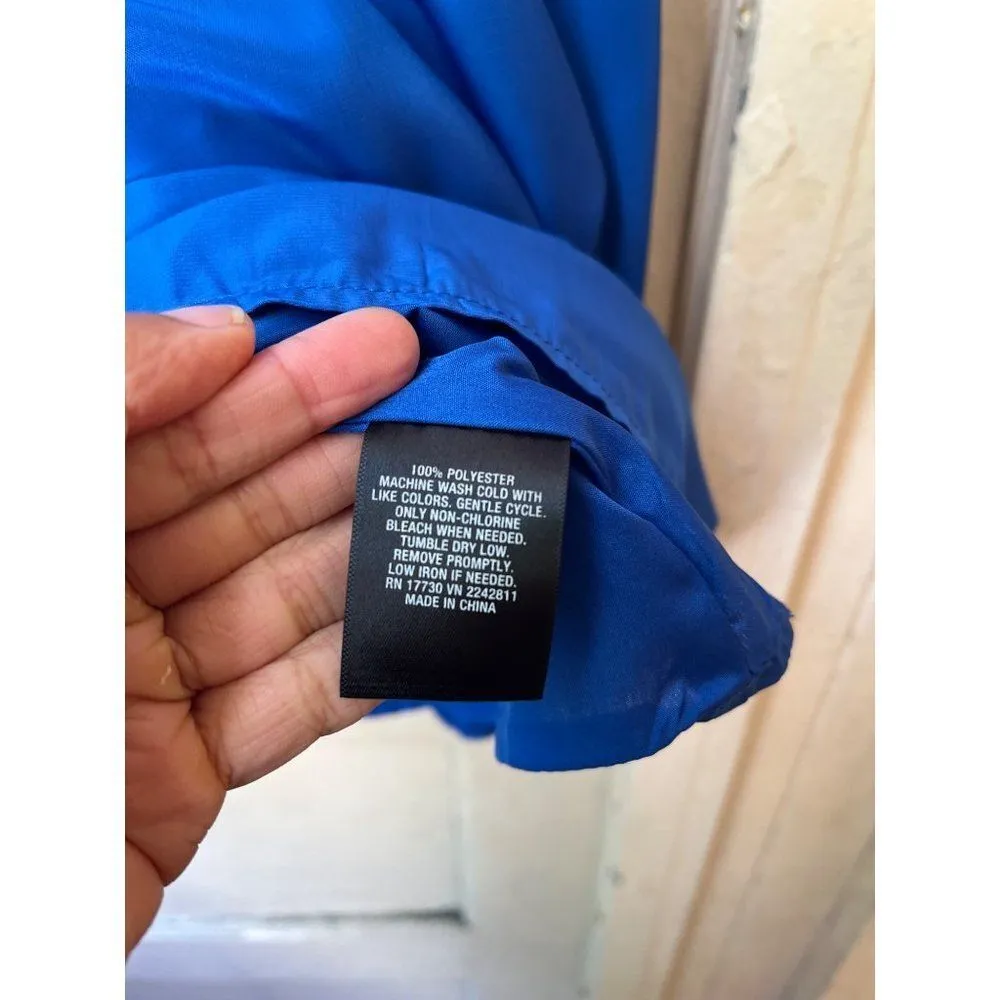 100% POLYESTER
MACHINE WASH COLD WITH
LIKE COLORS. GENTLE CYCLE.
ONLY NON-CHLORINE
BLEACH WHEN NEEDED.
TUMBLE DRY LOW.
REMOVE PROMPTLY.
LOW IRON IF NEEDED.
RN 17730 VN 2242811
MADE IN CHINA